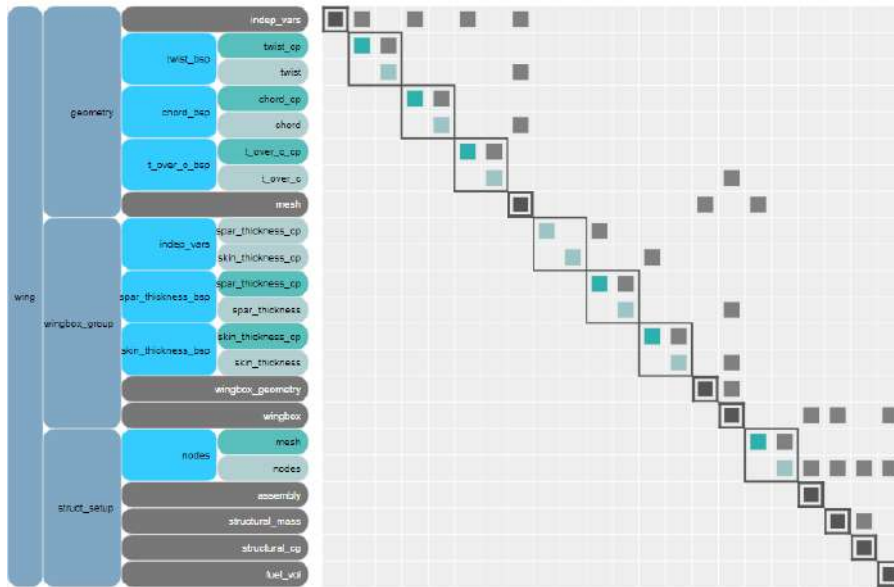 wing
geometry
indep_vars
twist_bsp
twist_cp
twist
chord_bsp
chord_cp
chord
t_over_c_bsp
t_over_c_cp
t_over_c
mesh
wingbox_group
indep_vars
spar_thickness_cp
skin_thickness_cp
spar_thickness_bsp
spar_thickness_cp
spar_thickness
skin_thickness_bsp
skin_thickness_cp
skin_thickness
wingbox_geometry
wingbox
struct_setup
nodes
mesh
nodes
assembly
structural_mass
structural_cg
fuel_vol